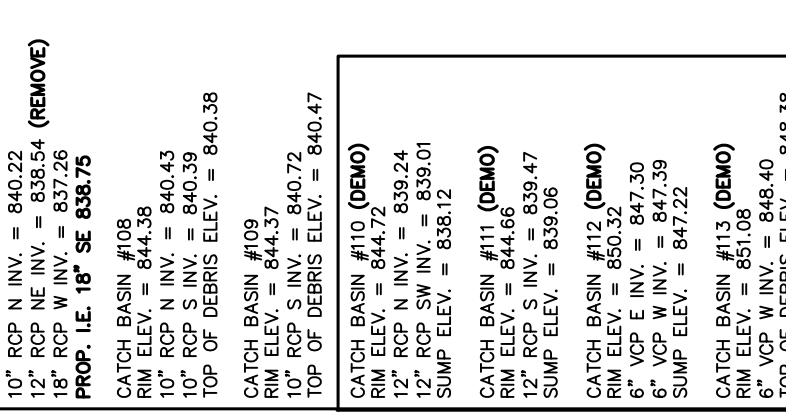 10" RCP N INV. = 840.22
12" RCP NE INV. = 838.54 (REMOVE)
18" RCP W INV. = 837.26
PROP. I.E. 18" SE 838.75
CATCH BASIN #108
RIM ELEV. = 844.38
10" RCP N INV. = 840.43
10" RCP S INV. = 840.39
TOP OF DEBRIS ELEV. = 840.38
CATCH BASIN #109
RIM ELEV. = 844.37
10" RCP S INV. = 840.72
TOP OF DEBRIS ELEV. = 840.47
CATCH BASIN #110 (DEMO)
RIM ELEV. = 844.72
12" RCP N INV. = 839.24
12" RCP SW INV. = 839.01
SUMP ELEV. = 838.12
CATCH BASIN #111 (DEMO)
RIM ELEV. = 844.66
12" RCP S INV. = 839.47
SUMP ELEV. = 839.06
CATCH BASIN #112 (DEMO)
RIM ELEV. = 850.32
6" VCP E INV. = 847.30
6" VCP W INV. = 847.39
SUMP ELEV. = 847.22
CATCH BASIN #113 (DEMO)
RIM ELEV. = 851.08
6" VCP W INV. = 848.40
TOP OF DEBRIS ELEV. = 848.38